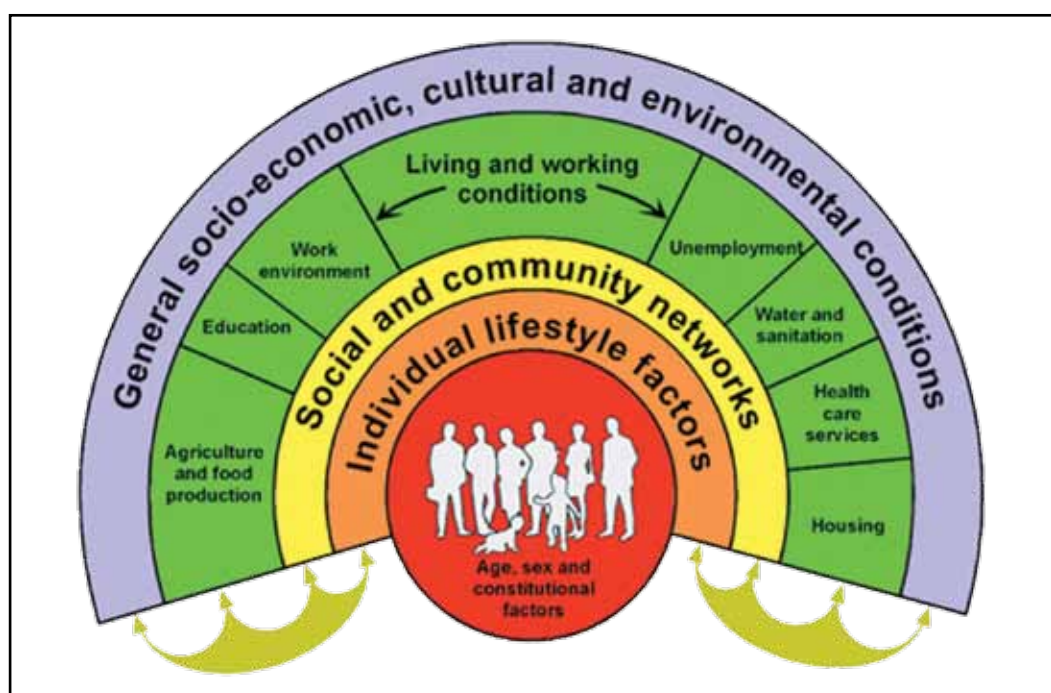 General socio-economic, cultural and environmental conditions
Living and working
conditions
Work
environment
Unemployment
Education
Water and
sanitation
Agriculture
and food
production
Health
care
services
Housing
Social and community networks
Individual lifestyle factors
Age, sex and
constitutional
factors